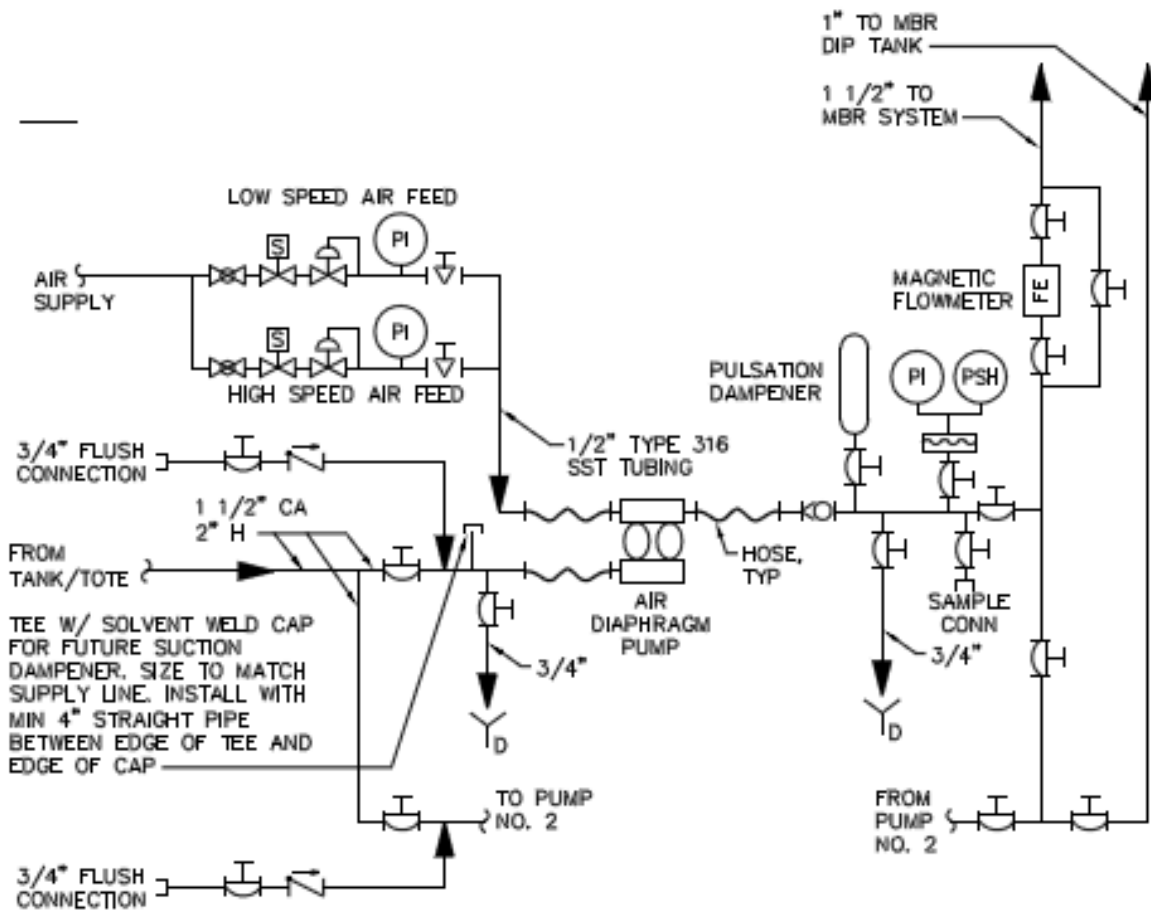 1" TO MBR
DIP TANK
1 1/2" TO
MBR SYSTEM
LOW SPEED AIR FEED
S
PI
AIR
SUPPLY
MAGNETIC
FLOWMETER
FE
S
PI
HIGH SPEED AIR FEED
PULSATION
DAMPENER
PI
PSH
3/4" FLUSH
CONNECTION
1/2" TYPE 316
SST TUBING
1 1/2" CA
2" H
FROM
TANK/TOTE
HOSE,
TYP
AIR
DIAPHRAGM
PUMP
SAMPLE
CONN
TEE W/ SOLVENT WELD CAP
FOR FUTURE SUCTION
DAMPENER. SIZE TO MATCH
SUPPLY LINE. INSTALL WITH
MIN 4" STRAIGHT PIPE
BETWEEN EDGE OF TEE AND
EDGE OF CAP
3/4"
D
3/4"
D
TO PUMP
NO. 2
FROM
PUMP
NO. 2
3/4" FLUSH
CONNECTION